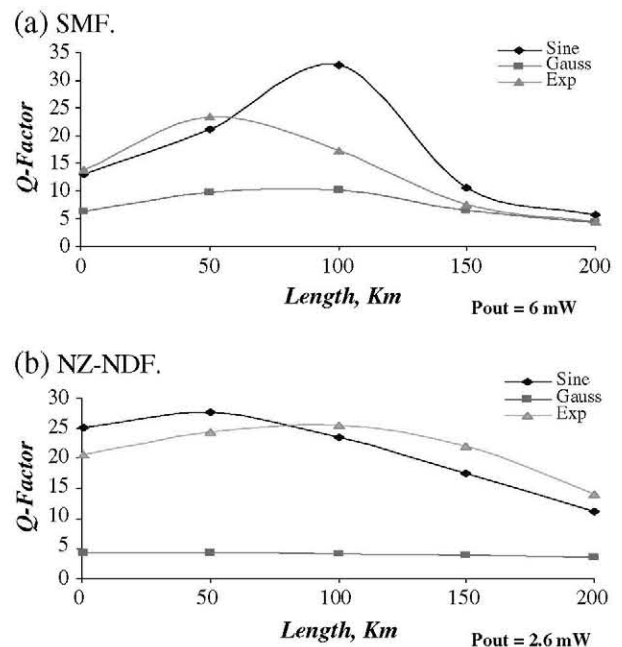 (a) SMF.
Sine
Gauss
Exp
35
30
25
20
15
10
5
0
Q-Factor
0 50 100 150 200
Length, Km
Pout = 6 mW
(b) NZ-NDF.
Sine
Gauss
Exp
30
25
20
15
10
5
0
Q-Factor
0 50 100 150 200
Length, Km
Pout = 2.6 mW